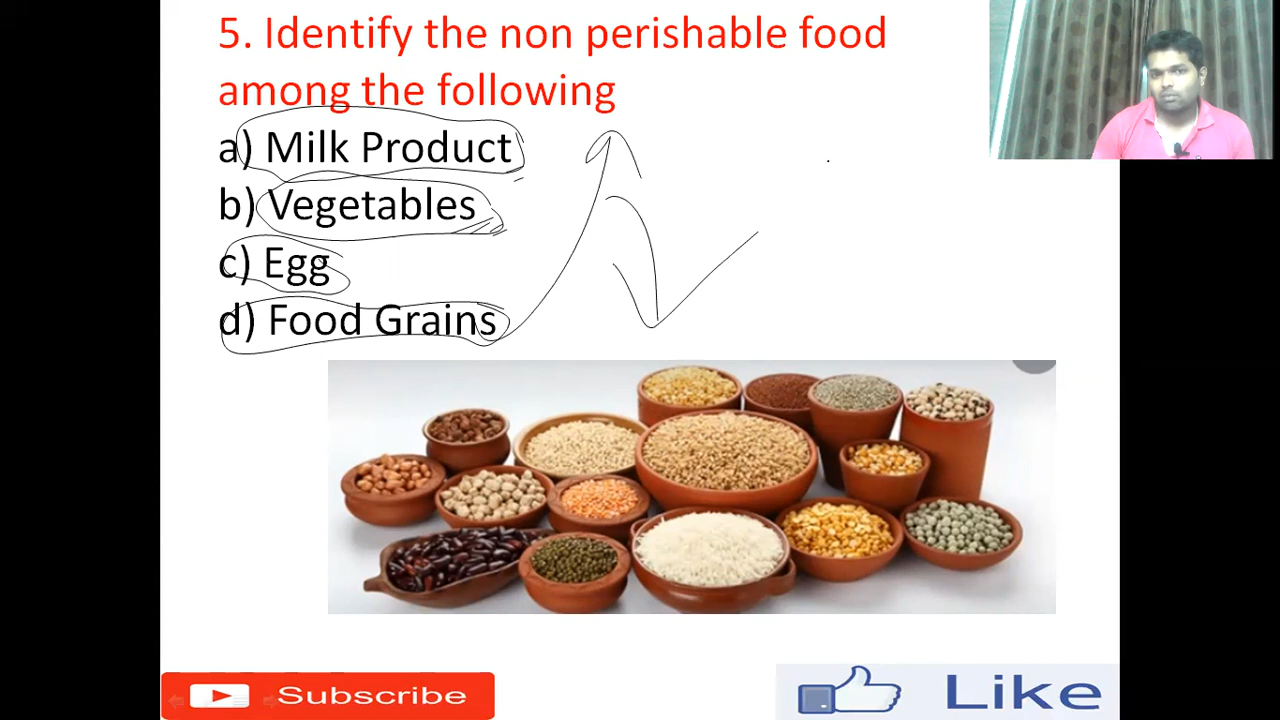 5. Identify the non perishable food
among the following
a) Milk Product
b) Vegetables
c) Egg
d) Food Grains
Subscribe
Like